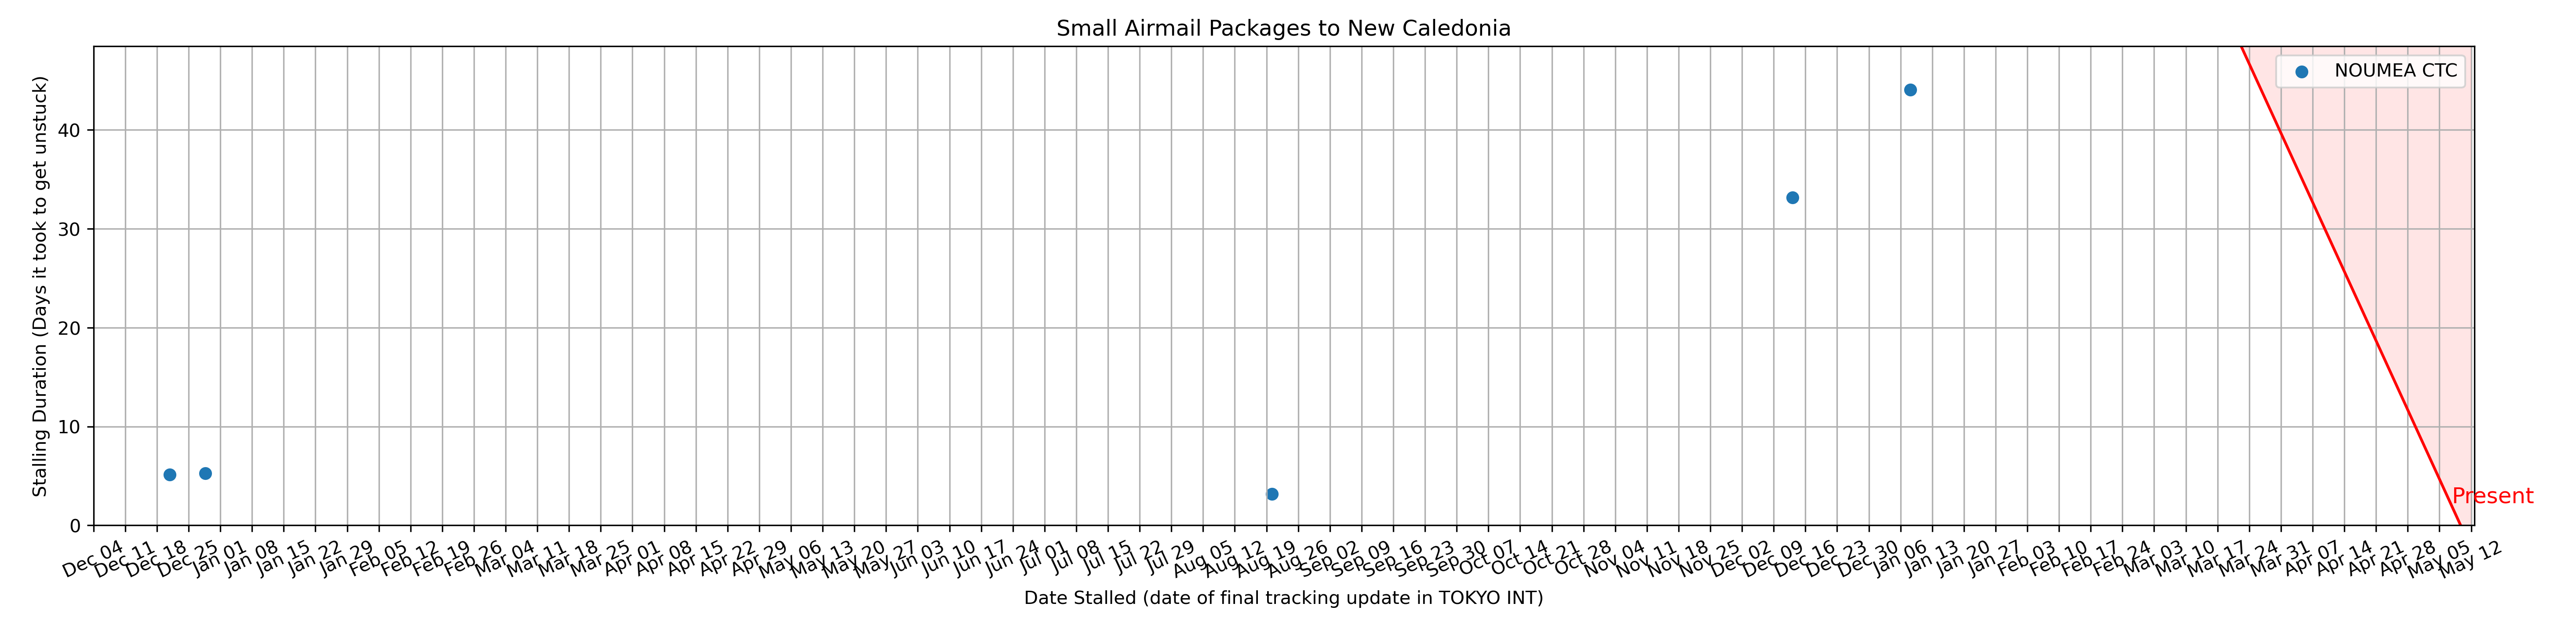 Small Airmail Packages to New Caledonia
NOUMEA CTC
Stalling Duration (Days it took to get unstuck)
40
30
20
10
0
Present
Dec 04
Dec 11
Dec 18
Dec 25
Jan 01
Jan 08
Jan 15
Jan 22
Jan 29
Feb 05
Feb 12
Feb 19
Feb 26
Mar 04
Mar 11
Mar 18
Mar 25
Apr 01
Apr 08
Apr 15
Apr 22
Apr 29
May 06
May 13
May 20
May 27
Jun 03
Jun 10
Jun 17
Jun 24
Jul 01
Jul 08
Jul 15
Jul 22
Jul 29
Aug 05
Aug 12
Aug 19
Aug 26
Sep 02
Sep 09
Sep 16
Sep 23
Sep 30
Oct 07
Oct 14
Oct 21
Oct 28
Nov 04
Nov 11
Nov 18
Nov 25
Dec 02
Dec 09
Dec 16
Dec 23
Dec 30
Jan 06
Jan 13
Jan 20
Jan 27
Feb 03
Feb 10
Feb 17
Feb 24
Mar 03
Mar 10
Mar 17
Mar 24
Mar 31
Apr 07
Apr 14
Apr 21
Apr 28
May 05
May 12
Date Stalled (date of final tracking update in TOKYO INT)